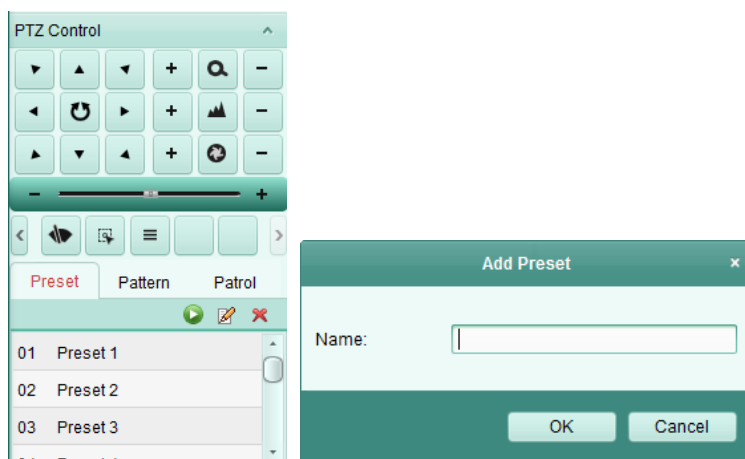 PTZ Control
Preset Pattern Patrol
01 Preset 1
02 Preset 2
03 Preset 3
Add Preset
Name:
OK Cancel